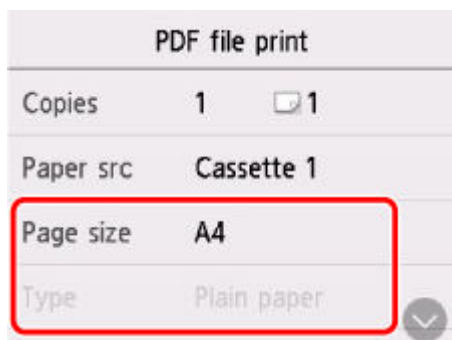 PDF file print
Copies 1 1
Paper src Cassette 1
Page size A4
Type Plain paper